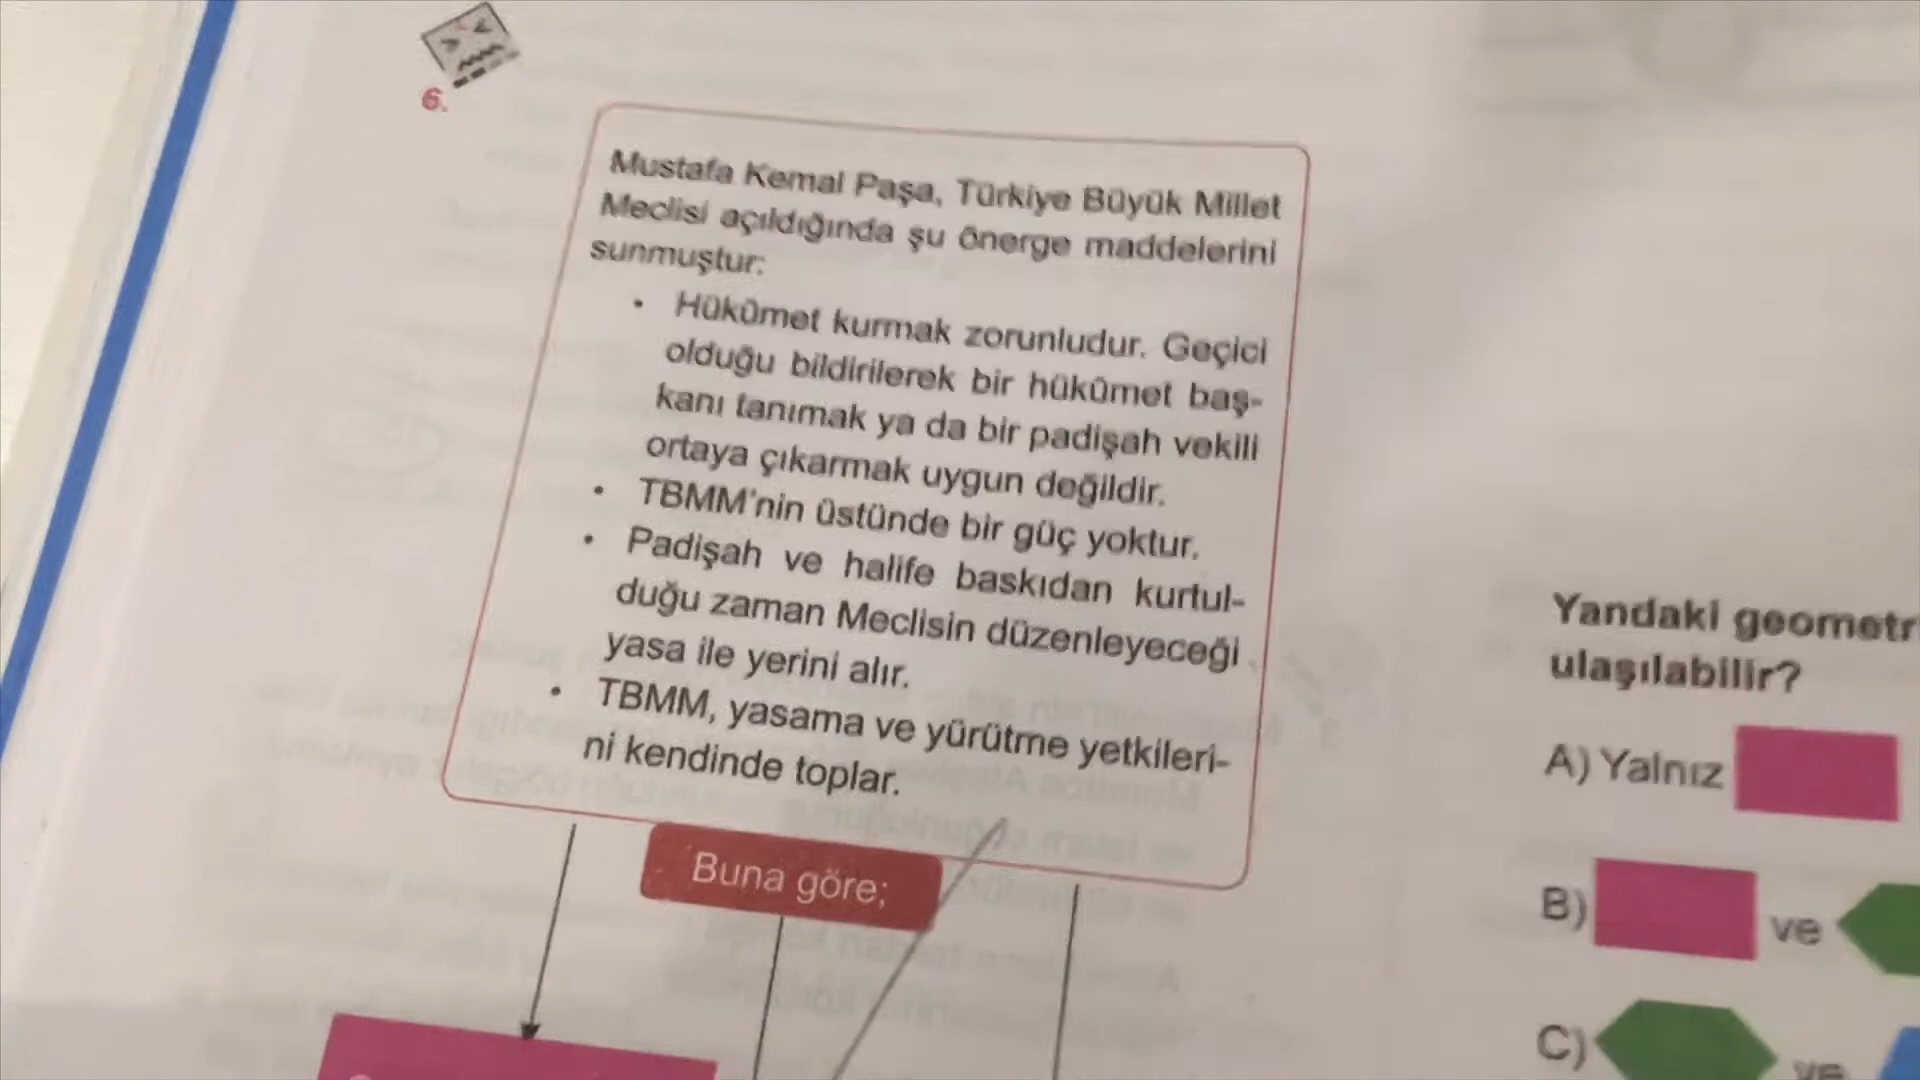 6.
Mustafa Kemal Paşa, Türkiye Büyük Millet
Meclisi açıldığında şu önerge maddelerini
sunmuştur:
• Hükûmet kurmak zorunludur. Geçici
olduğu bildirilerek bir hükûmet baş-
kanı tanımak ya da bir padişah vekili
ortaya çıkarmak uygun değildir.
• TBMM'nin üstünde bir güç yoktur.
• Padişah ve halife baskıdan kurtul-
duğu zaman Meclisin düzenleyeceği
yasa ile yerini alır.
• TBMM, yasama ve yürütme yetkileri-
ni kendinde toplar.
Buna göre;
Yandaki geometr
ulaşılabilir?
A) Yalnız
B) ve
C) ve